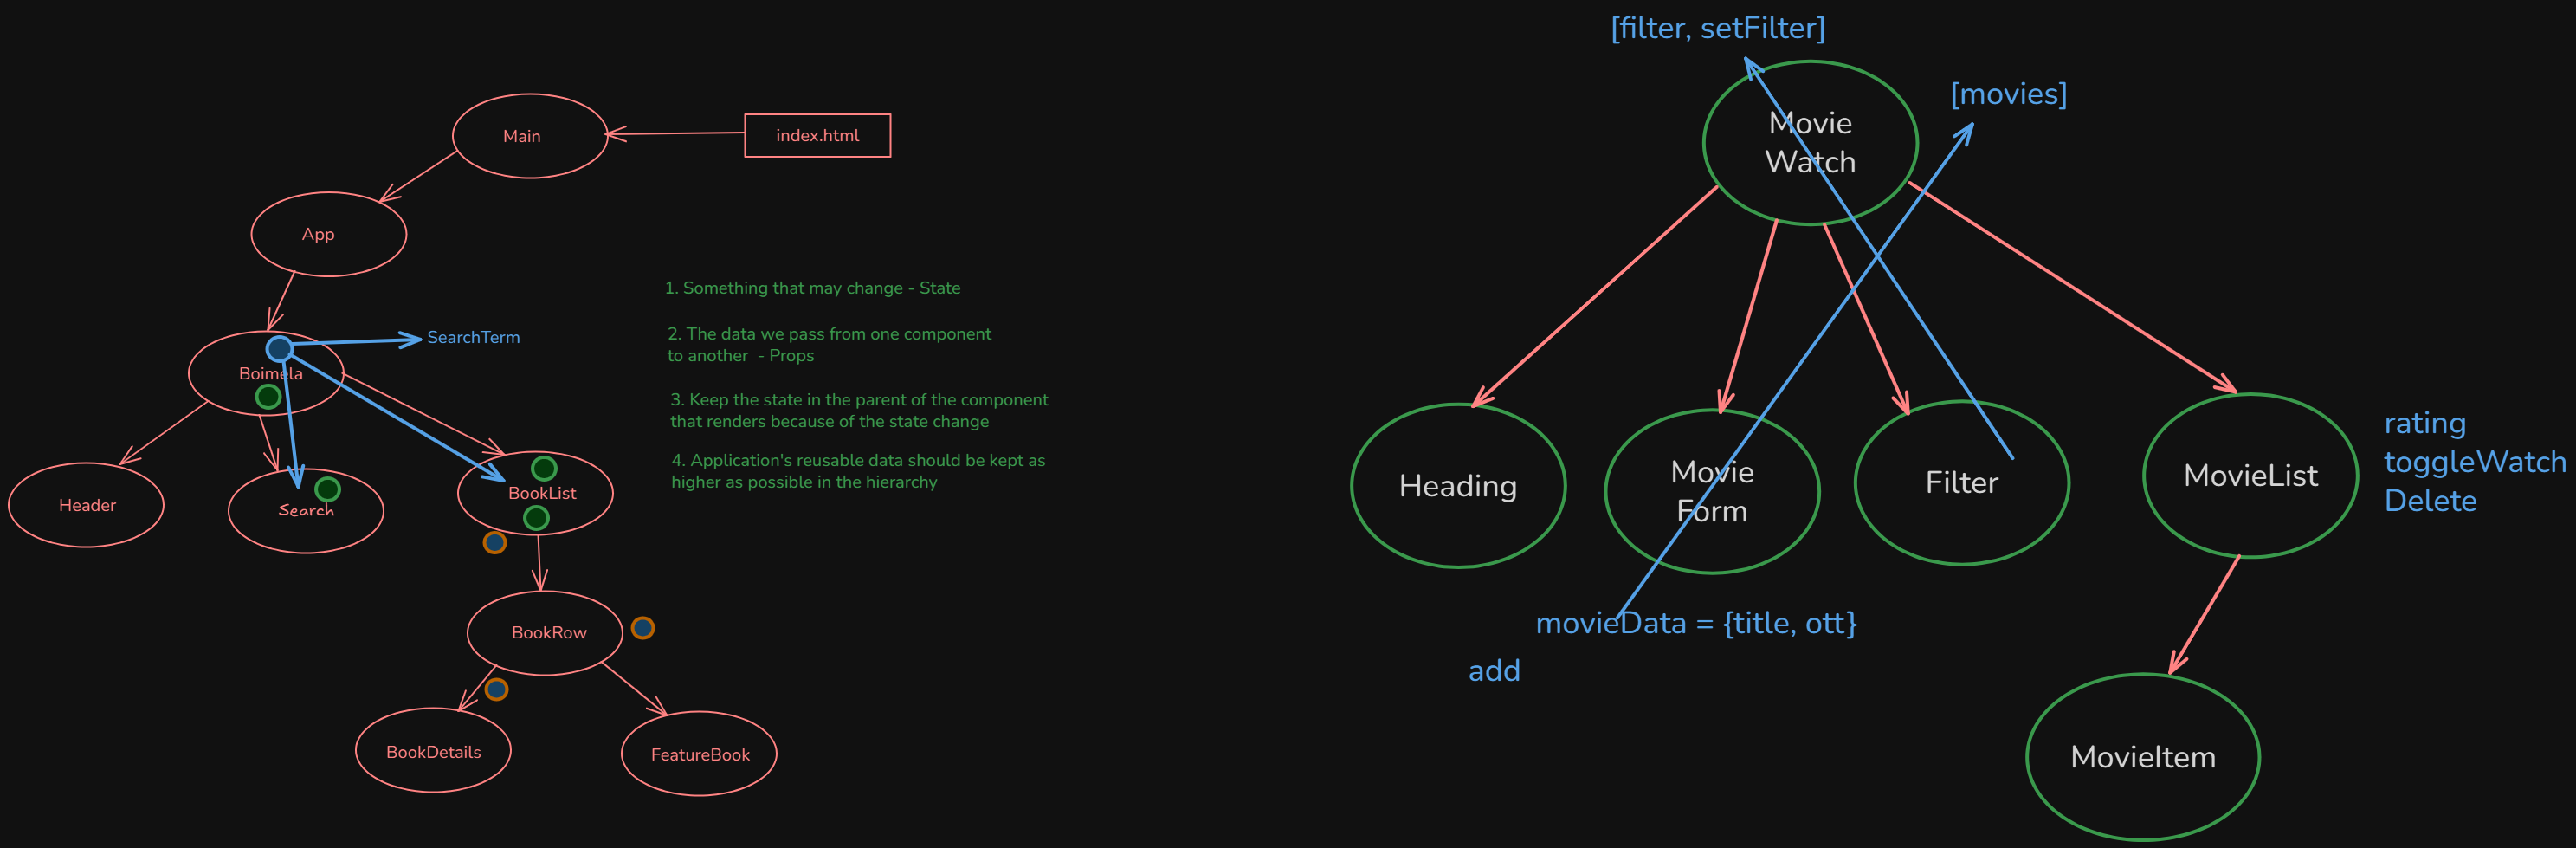 Main
index.html
App
1. Something that may change - State
2. The data we pass from one component
to another  - Props
SearchTerm
Boimela
3. Keep the state in the parent of the component
that renders because of the state change
4. Application's reusable data should be kept as
higher as possible in the hierarchy
Header
Search
BookList
BookRow
BookDetails
FeatureBook
[filter, setFilter]
[movies]
Movie
Watch
Heading
Movie
Form
Filter
MovieList
rating
toggleWatch
Delete
movieData = {title, ott}
add
MovieItem